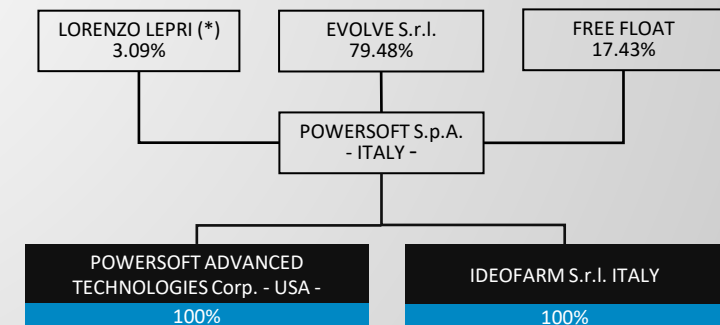 LORENZO LEPRI (*)
3.09%
EVOLVE S.r.l.
79.48%
FREE FLOAT
17.43%
POWERSOFT S.p.A.
- ITALY -
POWERSOFT ADVANCED
TECHNOLOGIES Corp. - USA -
100%
IDEOFARM S.r.l. ITALY
100%